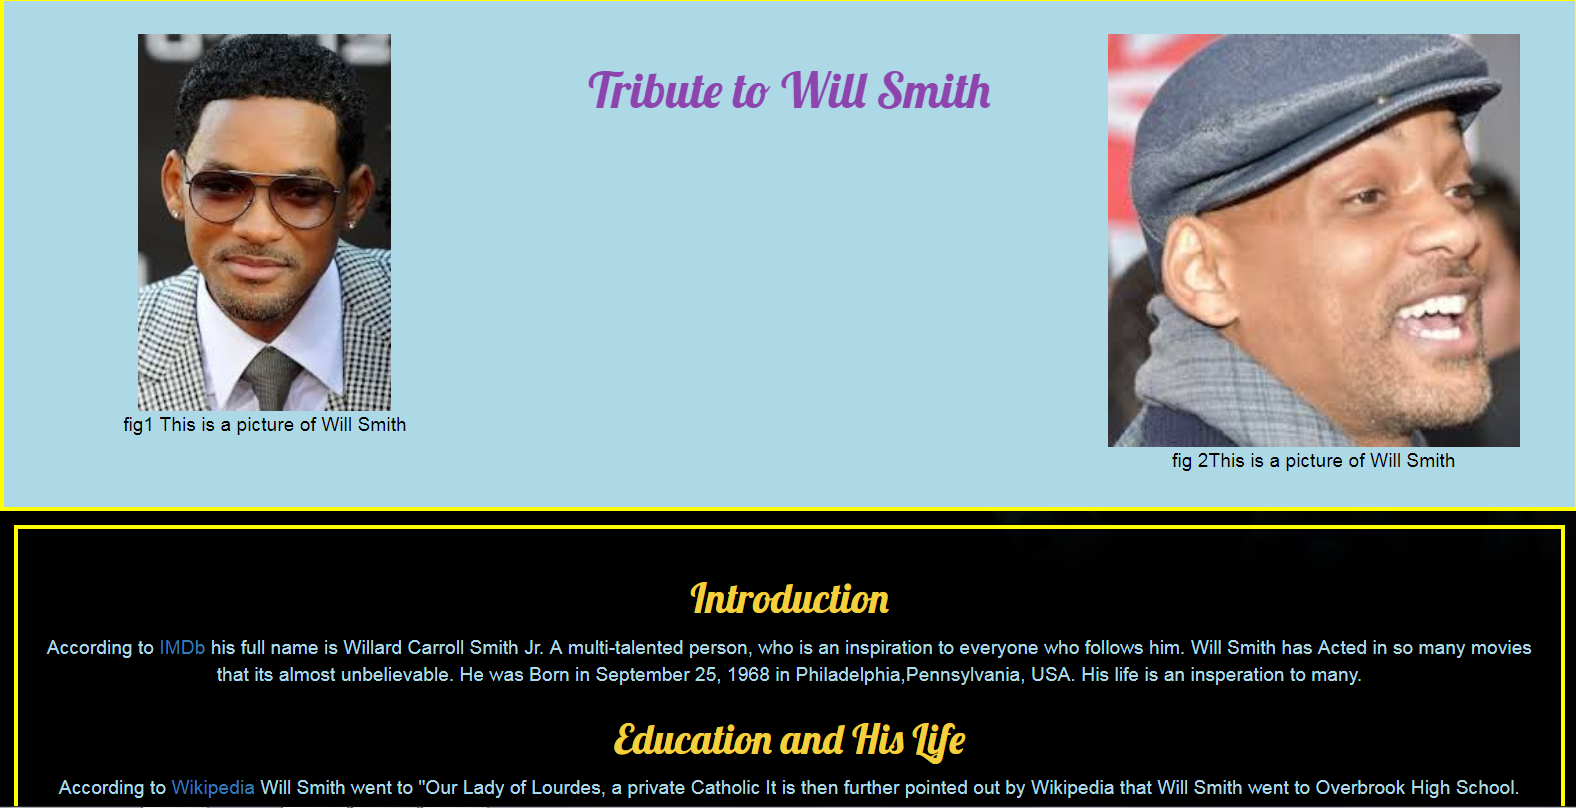 Tribute to Will Smith
fig1 This is a picture of Will Smith
fig 2This is a picture of Will Smith
Introduction
According to IMDb his full name is Willard Carroll Smith Jr. A multi-talented person, who is an inspiration to everyone who follows him. Will Smith has Acted in so many movies
that its almost unbelievable. He was Born in September 25, 1968 in Philadelphia,Pennsylvania, USA. His life is an insperation to many.
Education and His Life
According to Wikipedia Will Smith went to "Our Lady of Lourdes, a private Catholic It is then further pointed out by Wikipedia that Will Smith went to Overbrook High School.